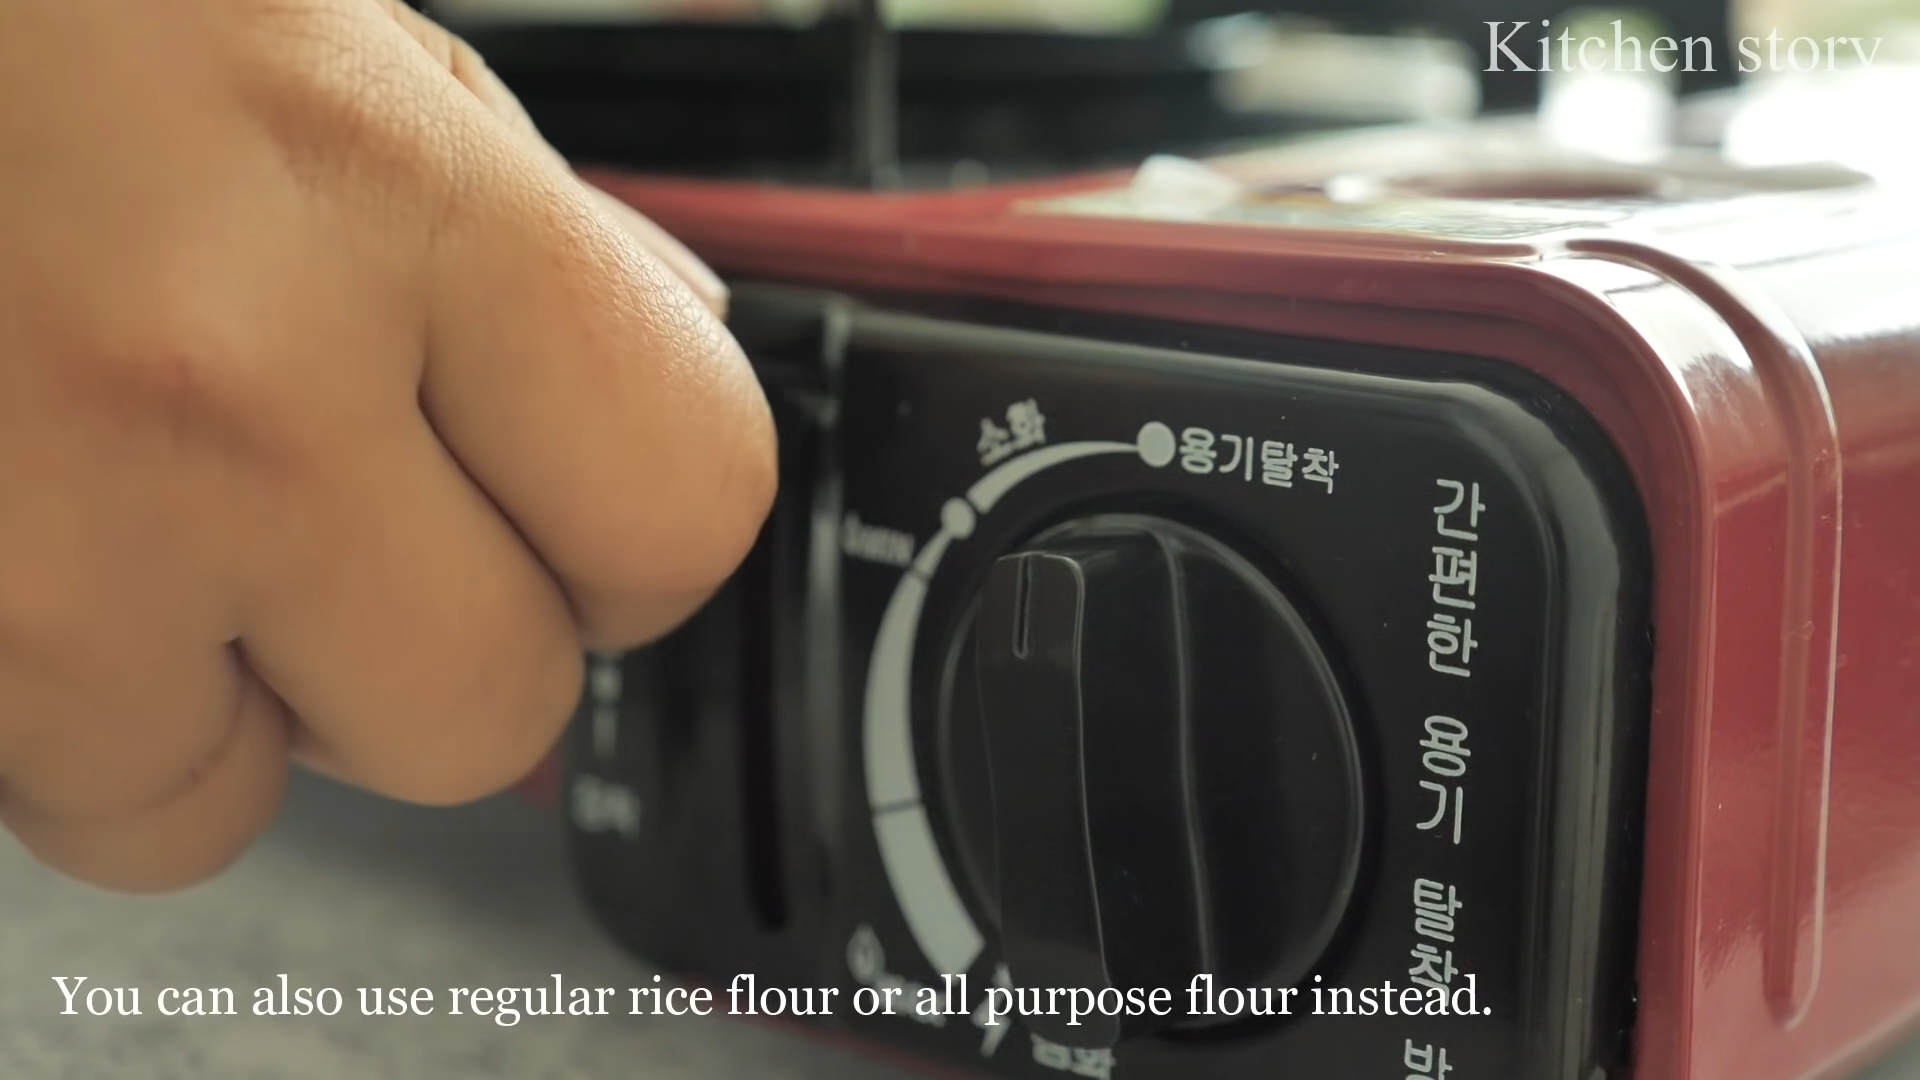 Kitchen story
소화
용기탈착
간편한 용기 탈착
You can also use regular rice flour or all purpose flour instead.